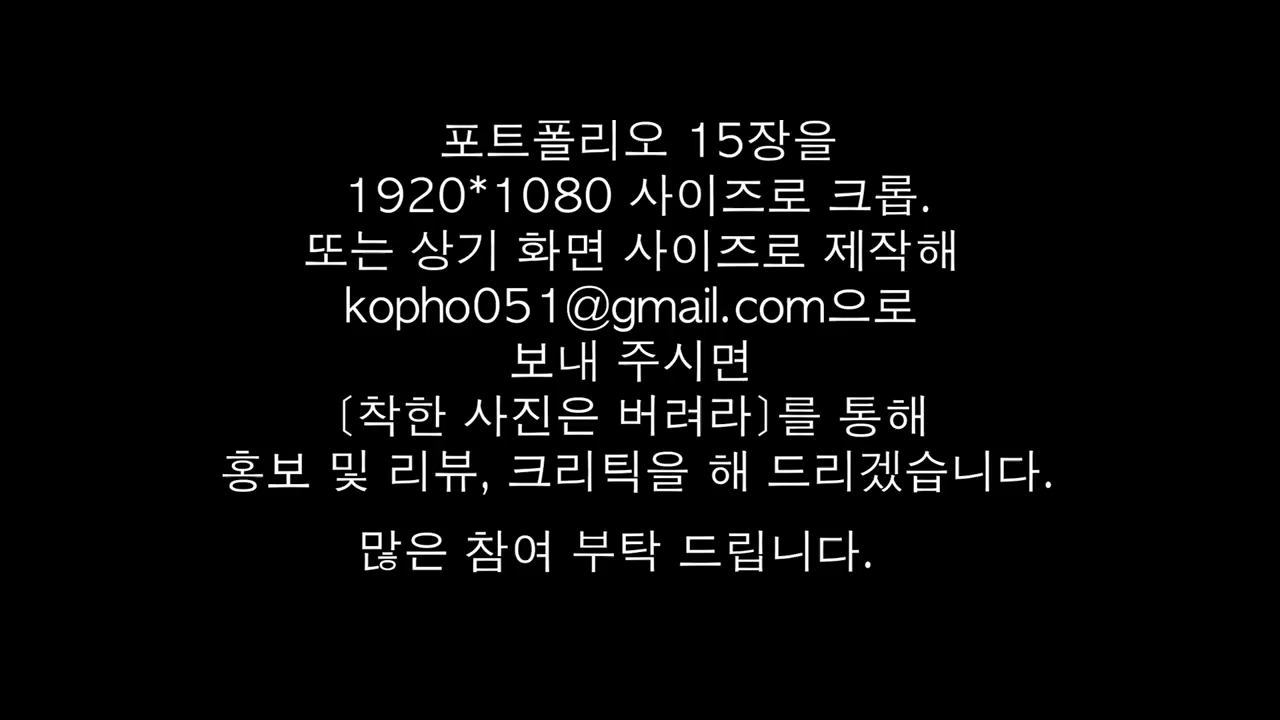 포트폴리오 15장을
1920*1080 사이즈로 크롭.
또는 상기 화면 사이즈로 제작해
kopho051@gmail.com으로
보내 주시면
〔착한 사진은 버려라〕를 통해
홍보 및 리뷰, 크리틱을 해 드리겠습니다.
많은 참여 부탁 드립니다.